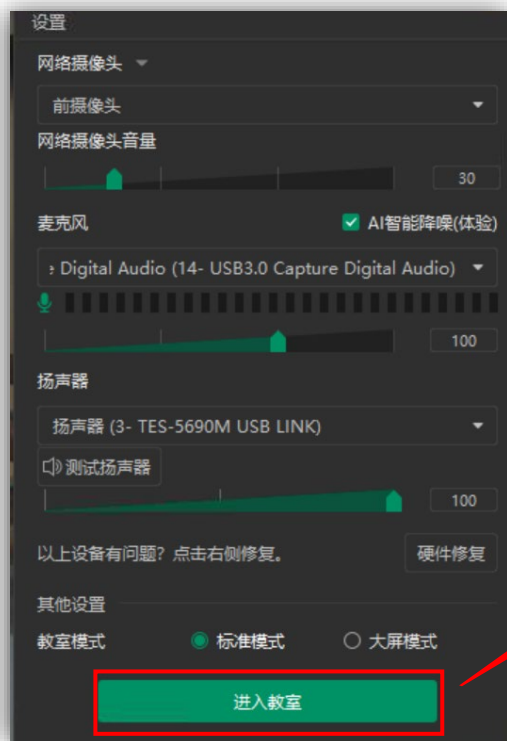 设置
网络摄像头
前摄像头
网络摄像头音量
30
麦克风 AI智能降噪(体验)
: Digital Audio (14- USB3.0 Capture Digital Audio)
100
扬声器
扬声器 (3- TES-5690M USB LINK)
测试扬声器
100
以上设备有问题？点击右侧修复。 硬件修复
其他设置
教室模式 标准模式 大屏模式
进入教室